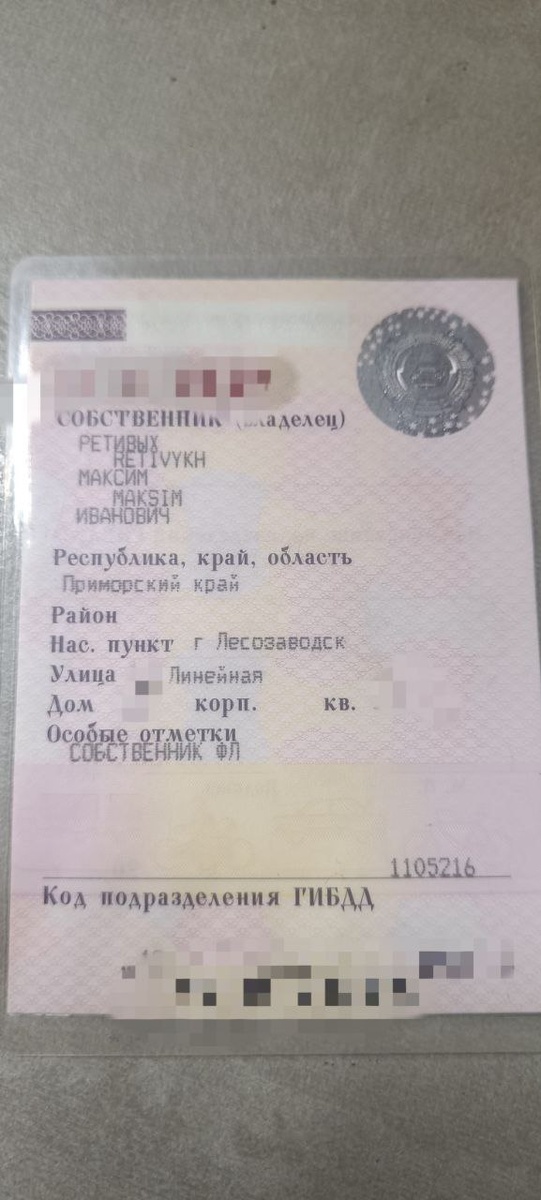 СОБСТВЕННИК (владелец)
РЕТИВЫХ
RETIVYKH
МАКСИМ
MAKSIM
ИВАНОВИЧ
Республика, край, область
Приморский край
Район
Нас. пункт г Лесозаводск
Улица Линейная
Дом корп. кв.
Особые отметки
СОБСТВЕННИК ФЛ
1105216
Код подразделения ГИБДД